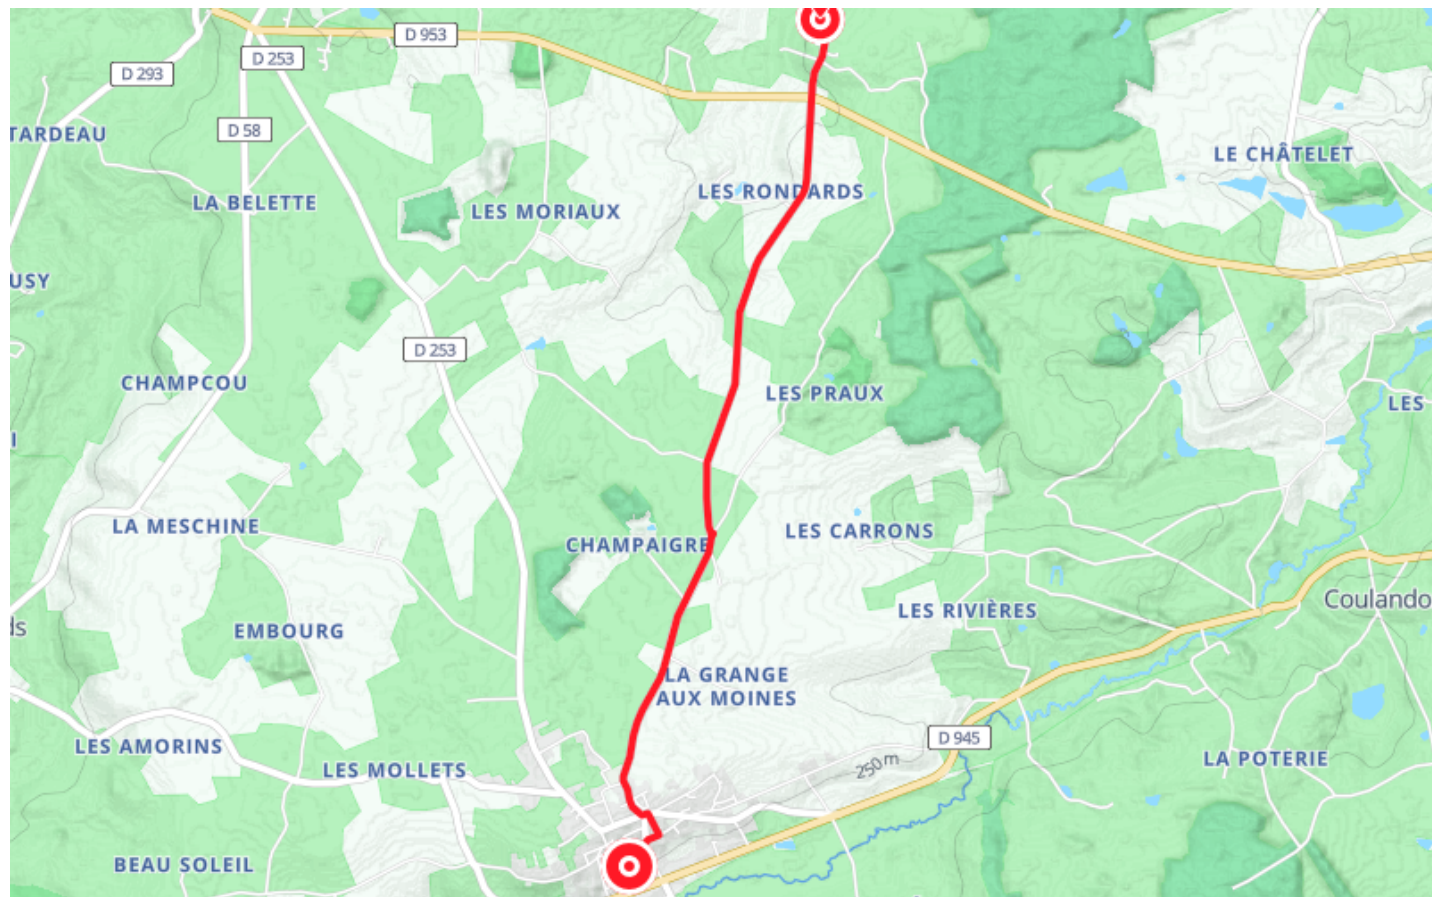 D 953
D 253
D 293
D 58
TARDEAU
LE CHÂTELET
LES RONDARDS
LA BELETTE
LES MORIAUX
USY
D 253
CHAMPCOU
LES PRAUX
LES
I
LA MESCHINE
LES CARRONS
CHAMPAIGRE
Coulando
LES RIVIÈRES
ds
EMBOURG
LA GRANGE
AUX MOINES
D 945
LES AMORINS
LA POTERIE
250 m
LES MOLLETS
BEAU SOLEIL